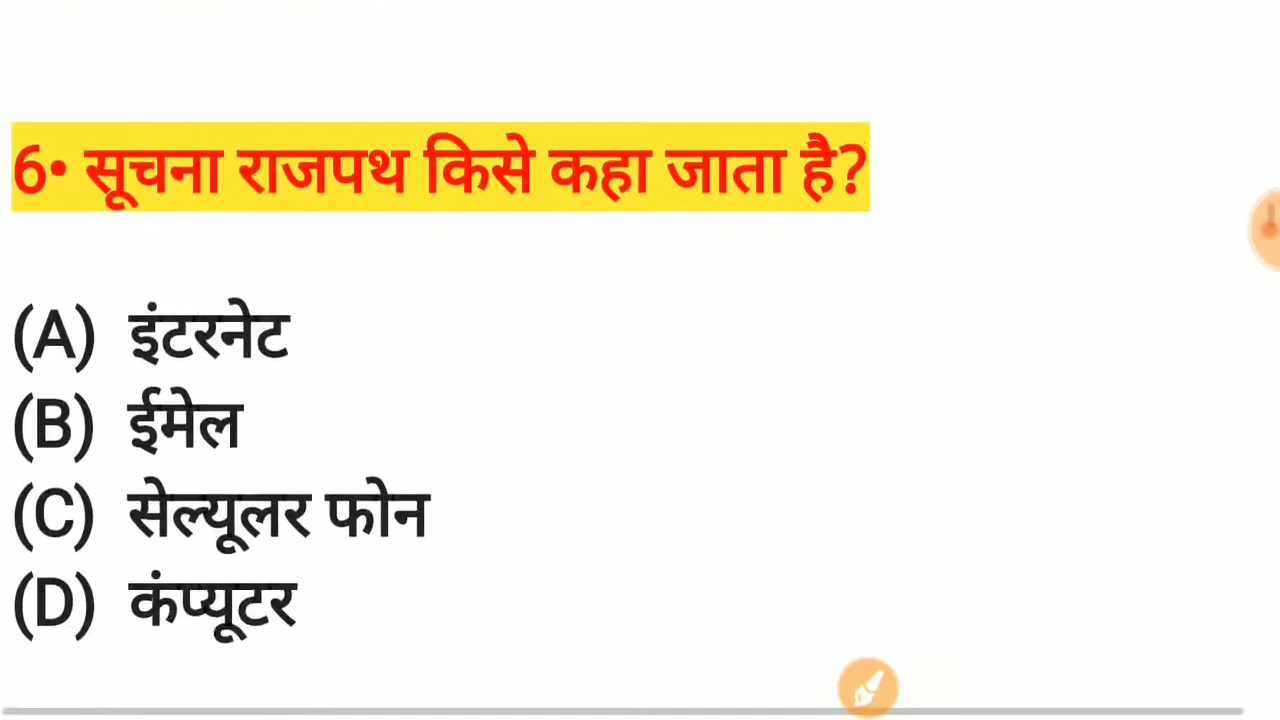 6• सूचना राजपथ किसे कहा जाता है?
(A) इंटरनेट
(B) ईमेल
(C) सेल्यूलर फोन
(D) कंप्यूटर